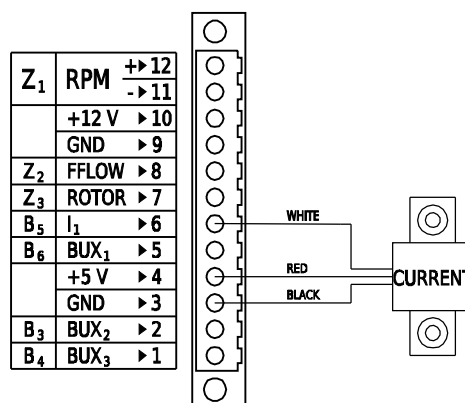 Z₁ RPM +▸12
-▸11
+12 V ▸10
GND ▸9
Z₂ FFLOW ▸8
Z₃ ROTOR ▸7
B₅ I₁ ▸6
B₆ BUX₁ ▸5
+5 V ▸4
GND ▸3
B₃ BUX₂ ▸2
B₄ BUX₃ ▸1
WHITE
RED
BLACK
CURRENT